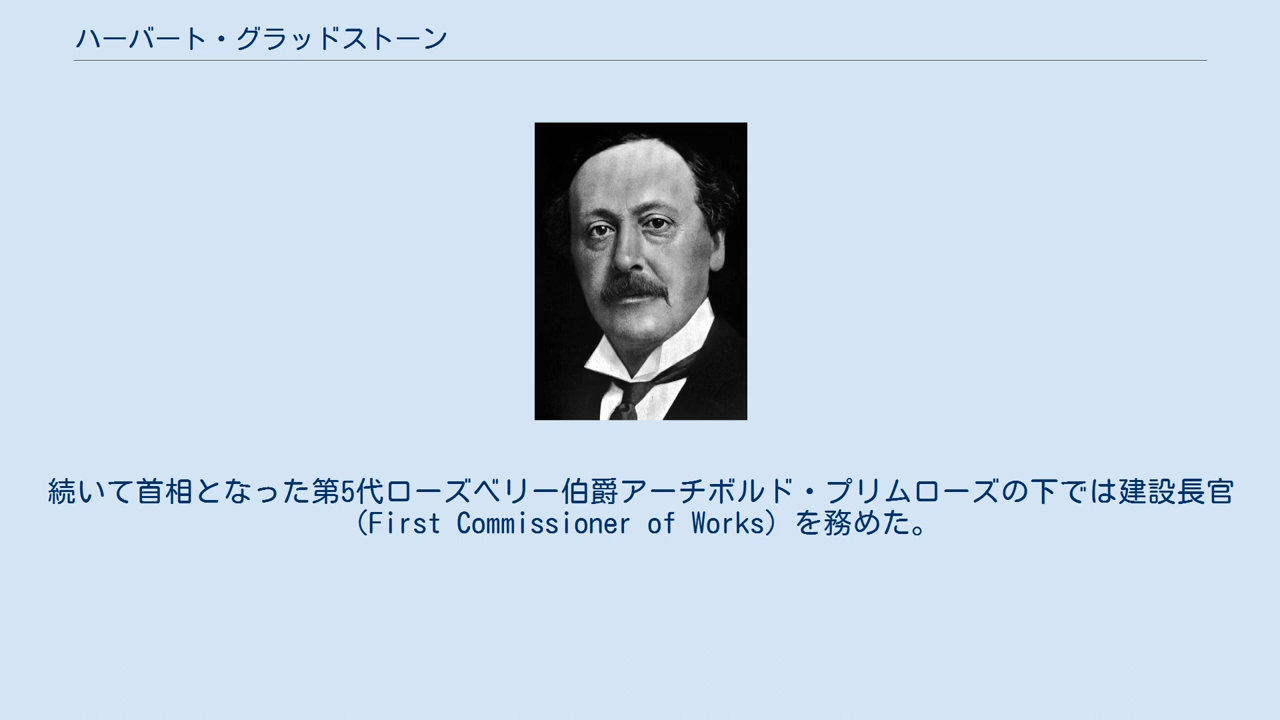 ハーバート・グラッドストーン
続いて首相となった第5代ローズベリー伯爵アーチボルド・プリムローズの下では建設長官
(First Commissioner of Works) を務めた。